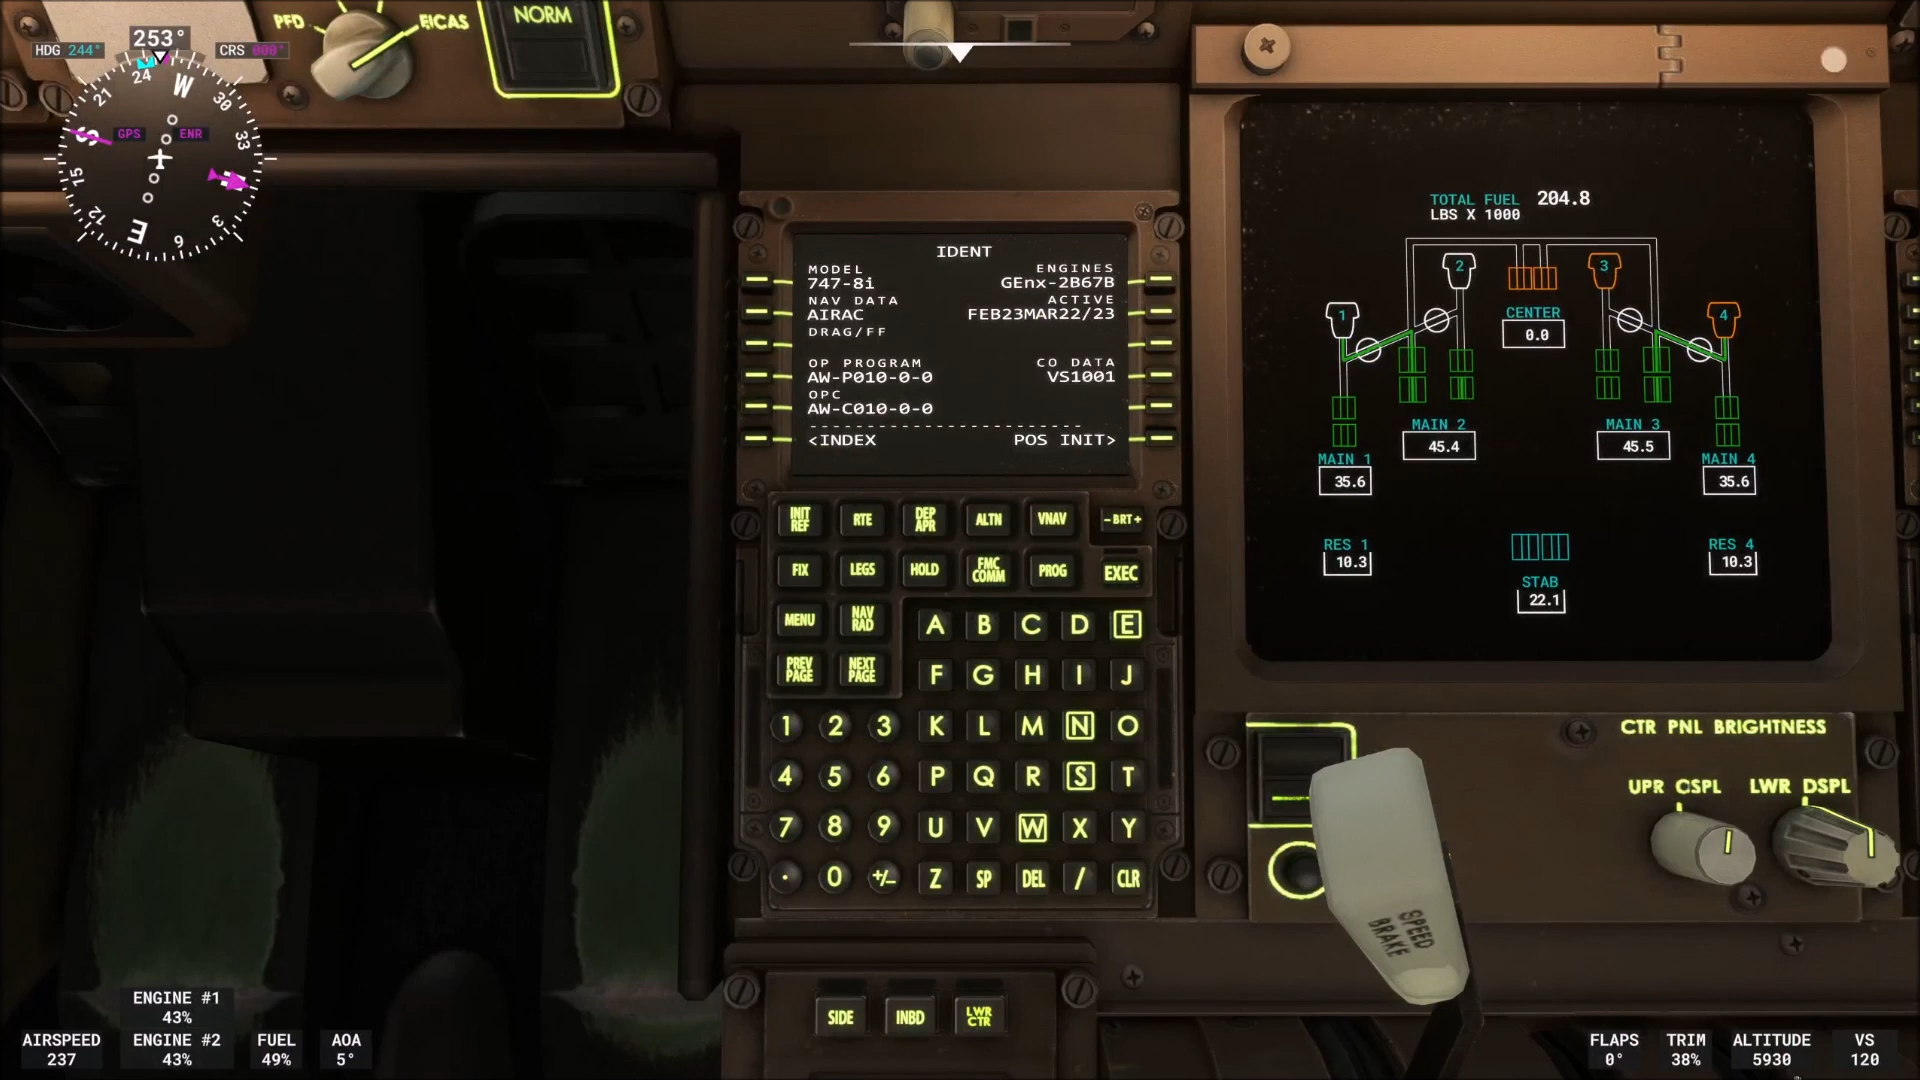 PFD
EICAS
NORM
HDG 244°
253°
CRS 000°
24
W
30
33
3
6
E
12
15
S
21
GPS
ENR
IDENT
MODEL ENGINES
747-8i GEnx-2B67B
NAV DATA ACTIVE
AIRAC FEB23MAR22/23
DRAG/FF
OP PROGRAM CO DATA
AW-P010-0-0 VS1001
OPC
AW-C010-0-0
------------------------
<INDEX POS INIT>
INIT REF RTE DEP APR ALTN VNAV -BRT+
FIX LEGS HOLD FMC COMM PROG EXEC
MENU NAV RAD
PREV PAGE NEXT PAGE
A B C D E
F G H I J
1 2 3 K L M N O
4 5 6 P Q R S T
7 8 9 U V W X Y
. 0 +/- Z SP DEL / CLR
SIDE INBD LWR CTR
TOTAL FUEL 204.8
LBS X 1000
1 2 3 4
CENTER
0.0
MAIN 2
45.4
MAIN 3
45.5
MAIN 1
35.6
MAIN 4
35.6
RES 1
10.3
RES 4
10.3
STAB
22.1
CTR PNL BRIGHTNESS
UPR CSPL LWR DSPL
SPEED
BRAKE
ENGINE #1
43%
AIRSPEED
237
ENGINE #2
43%
FUEL
49%
AOA
5°
FLAPS
0°
TRIM
38%
ALTITUDE
5930
VS
120